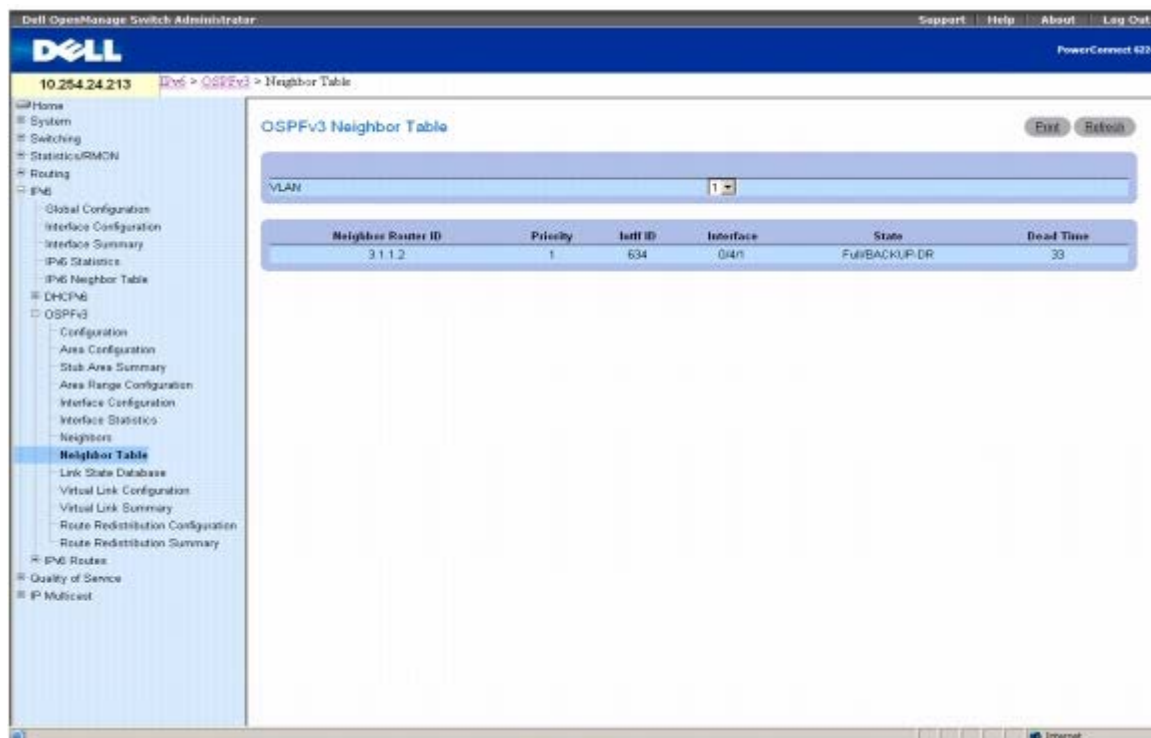 Dell OpenManage Switch Administrator
Support Help About Log Out
DELL
PowerConnect 622
10.254.24.213
IPv6 > OSPFv3 > Neighbor Table
Home
System
Switching
Statistics/RMON
Routing
IPv6
Global Configuration
Interface Configuration
Interface Summary
IPv6 Statistics
IPv6 Neighbor Table
DHCPv6
OSPFv3
Configuration
Area Configuration
Stub Area Summary
Area Range Configuration
Interface Configuration
Interface Statistics
Neighbors
Neighbor Table
Link State Database
Virtual Link Configuration
Virtual Link Summary
Route Redistribution Configuration
Route Redistribution Summary
IPv6 Routes
Quality of Service
IP Multicast
OSPFv3 Neighbor Table
Print Refresh
VLAN 1
Neighbor Router ID Priority Intf ID Interface State Dead Time
3.1.1.2 1 634 0/4/1 Full/BACKUP-DR 33
Internet